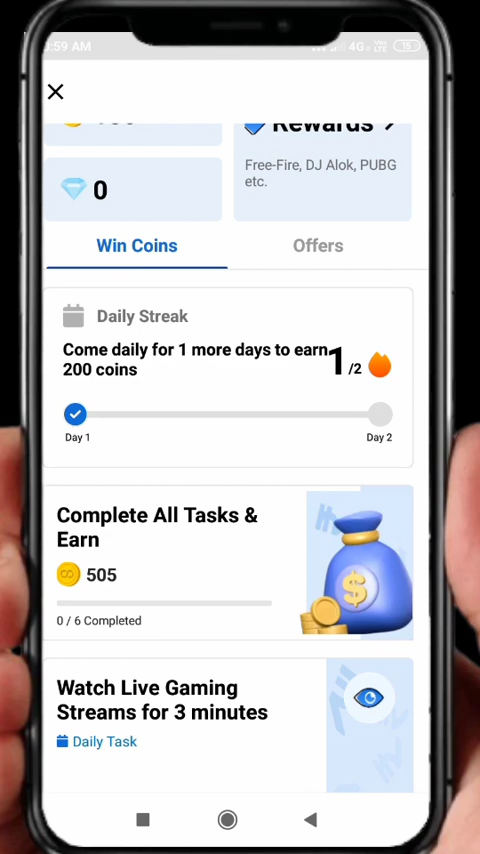 :59 AM
4G
15
Rewards
0
Free-Fire, DJ Alok, PUBG
etc.
Win Coins
Offers
Daily Streak
Come daily for 1 more days to earn
200 coins
1/2
Day 1
Day 2
Complete All Tasks &
Earn
505
0 / 6 Completed
Watch Live Gaming
Streams for 3 minutes
Daily Task